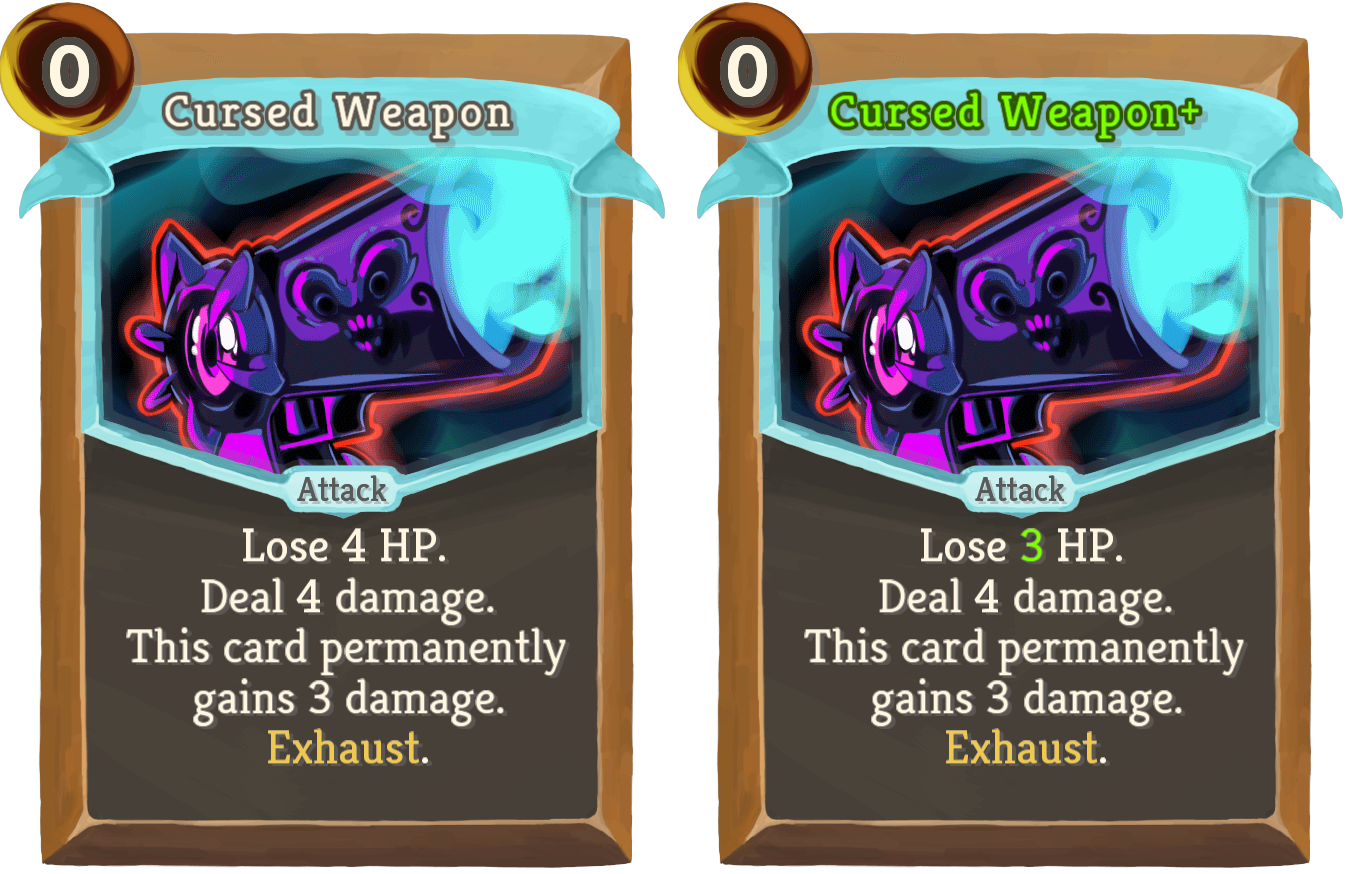 0
Cursed Weapon
Attack
Lose 4 HP.
Deal 4 damage.
This card permanently
gains 3 damage.
Exhaust.
0
Cursed Weapon+
Attack
Lose 3 HP.
Deal 4 damage.
This card permanently
gains 3 damage.
Exhaust.